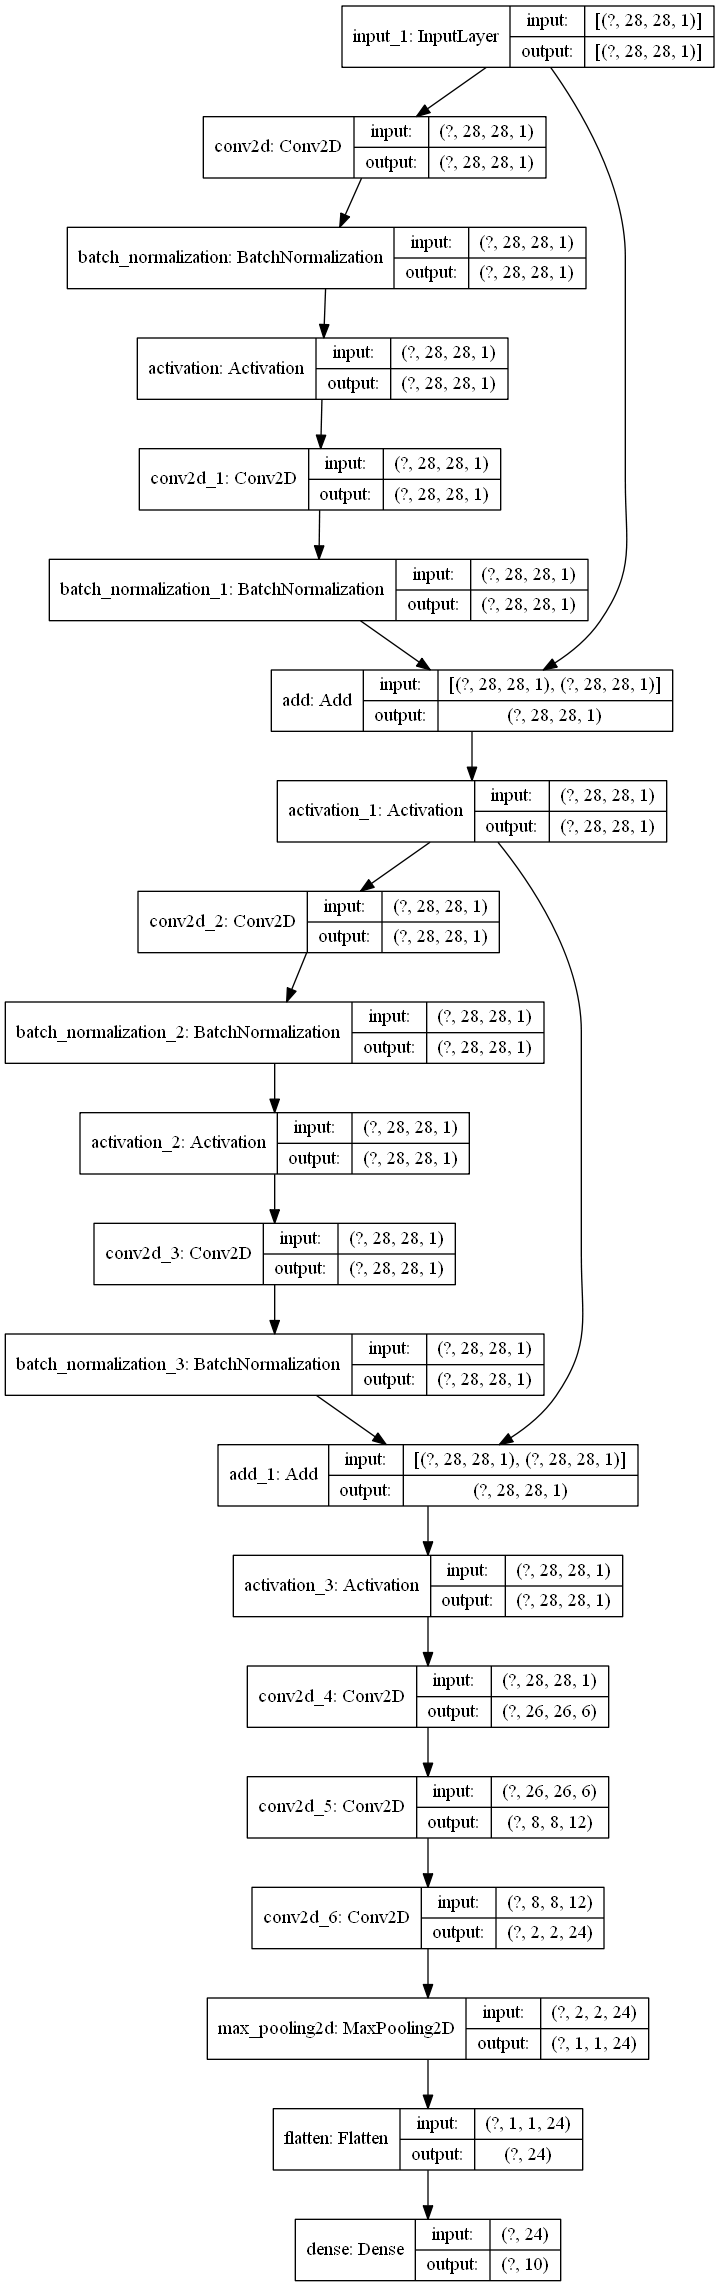 input_1: InputLayer
input: [(?, 28, 28, 1)]
output: [(?, 28, 28, 1)]
conv2d: Conv2D
input: (?, 28, 28, 1)
output: (?, 28, 28, 1)
batch_normalization: BatchNormalization
input: (?, 28, 28, 1)
output: (?, 28, 28, 1)
activation: Activation
input: (?, 28, 28, 1)
output: (?, 28, 28, 1)
conv2d_1: Conv2D
input: (?, 28, 28, 1)
output: (?, 28, 28, 1)
batch_normalization_1: BatchNormalization
input: (?, 28, 28, 1)
output: (?, 28, 28, 1)
add: Add
input: [(?, 28, 28, 1), (?, 28, 28, 1)]
output: (?, 28, 28, 1)
activation_1: Activation
input: (?, 28, 28, 1)
output: (?, 28, 28, 1)
conv2d_2: Conv2D
input: (?, 28, 28, 1)
output: (?, 28, 28, 1)
batch_normalization_2: BatchNormalization
input: (?, 28, 28, 1)
output: (?, 28, 28, 1)
activation_2: Activation
input: (?, 28, 28, 1)
output: (?, 28, 28, 1)
conv2d_3: Conv2D
input: (?, 28, 28, 1)
output: (?, 28, 28, 1)
batch_normalization_3: BatchNormalization
input: (?, 28, 28, 1)
output: (?, 28, 28, 1)
add_1: Add
input: [(?, 28, 28, 1), (?, 28, 28, 1)]
output: (?, 28, 28, 1)
activation_3: Activation
input: (?, 28, 28, 1)
output: (?, 28, 28, 1)
conv2d_4: Conv2D
input: (?, 28, 28, 1)
output: (?, 26, 26, 6)
conv2d_5: Conv2D
input: (?, 26, 26, 6)
output: (?, 8, 8, 12)
conv2d_6: Conv2D
input: (?, 8, 8, 12)
output: (?, 2, 2, 24)
max_pooling2d: MaxPooling2D
input: (?, 2, 2, 24)
output: (?, 1, 1, 24)
flatten: Flatten
input: (?, 1, 1, 24)
output: (?, 24)
dense: Dense
input: (?, 24)
output: (?, 10)